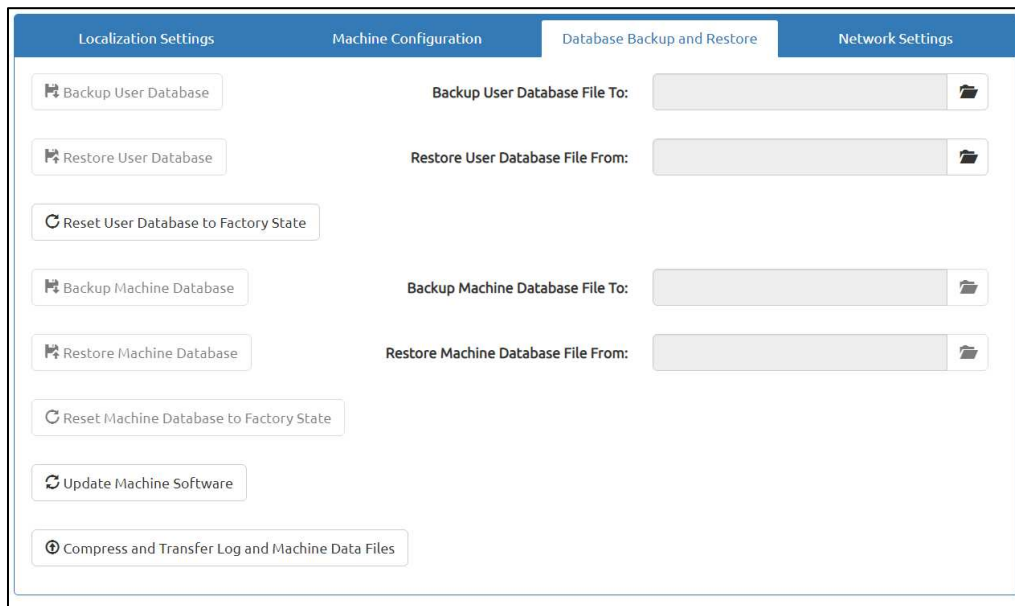 Localization Settings
Machine Configuration
Database Backup and Restore
Network Settings
Backup User Database
Backup User Database File To:
Restore User Database
Restore User Database File From:
Reset User Database to Factory State
Backup Machine Database
Backup Machine Database File To:
Restore Machine Database
Restore Machine Database File From:
Reset Machine Database to Factory State
Update Machine Software
Compress and Transfer Log and Machine Data Files